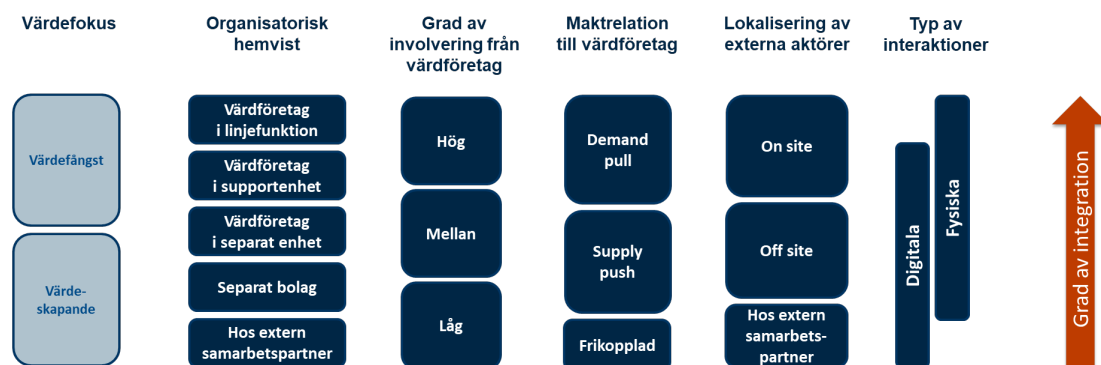 Värdefokus
Organisatorisk
hemvist
Grad av
involvering från
värdföretag
Maktrelation
till värdföretag
Lokalisering av
externa aktörer
Typ av
interaktioner
Värdefångst
Värde-
skapande
Värdföretag
i linjefunktion
Värdföretag
i supportenhet
Värdföretag
i separat enhet
Separat bolag
Hos extern
samarbetspartner
Hög
Mellan
Låg
Demand
pull
Supply
push
Frikopplad
On site
Off site
Hos extern
samarbets-
partner
Digitala
Fysiska
Grad av integration